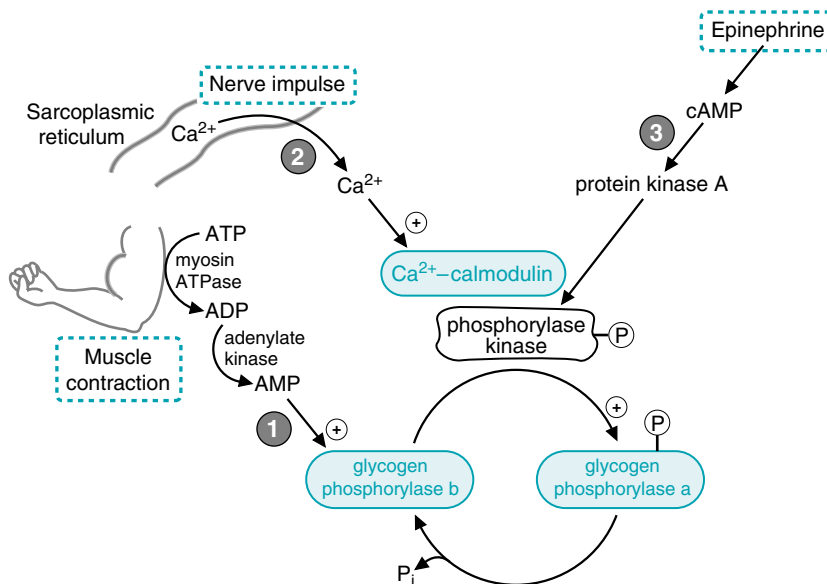 Epinephrine
Nerve impulse
Sarcoplasmic
reticulum
Ca²⁺
cAMP
3
2
Ca²⁺
protein kinase A
+
ATP
myosin
ATPase
Ca²⁺–calmodulin
ADP
phosphorylase
kinase
P
adenylate
kinase
Muscle
contraction
AMP
1
+
+
P
glycogen
phosphorylase b
glycogen
phosphorylase a
Pᵢ